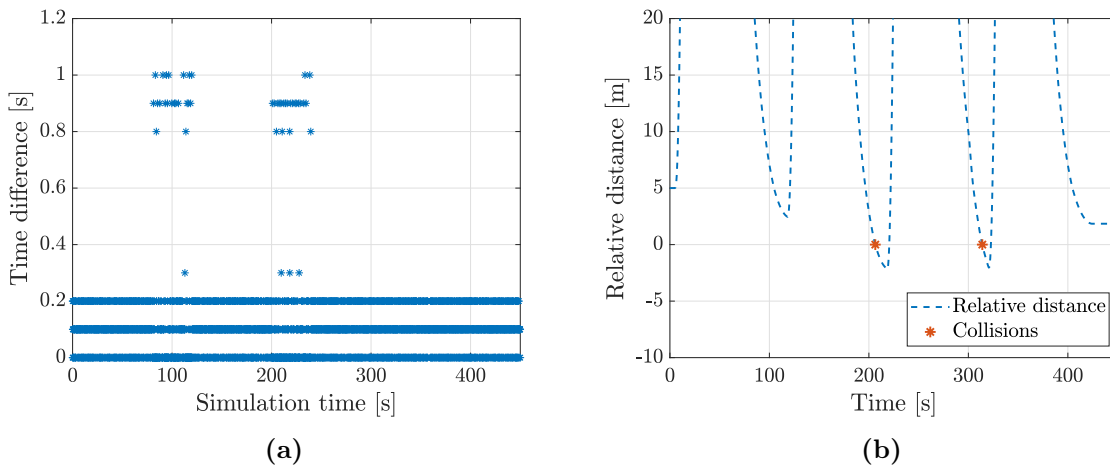 1.2
1
0.8
0.6
0.4
0.2
0
Time difference [s]
0 100 200 300 400
Simulation time [s]
(a)
20
15
10
5
0
-5
-10
Relative distance [m]
Relative distance
Collisions
0 100 200 300 400
Time [s]
(b)